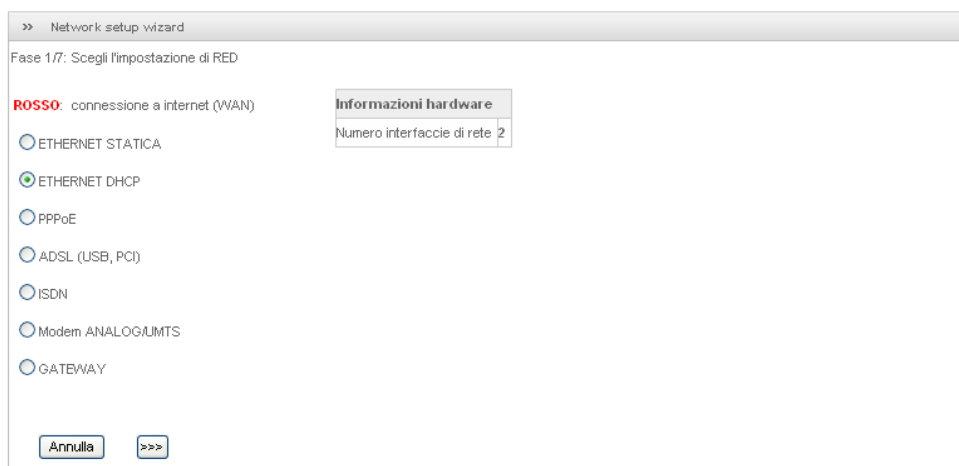 >> Network setup wizard
Fase 1/7: Scegli l'impostazione di RED
ROSSO: connessione a internet (WAN)
ETHERNET STATICA
ETHERNET DHCP
PPPoE
ADSL (USB, PCI)
ISDN
Modem ANALOG/UMTS
GATEWAY
Informazioni hardware
Numero interfaccie di rete 2
Annulla >>>